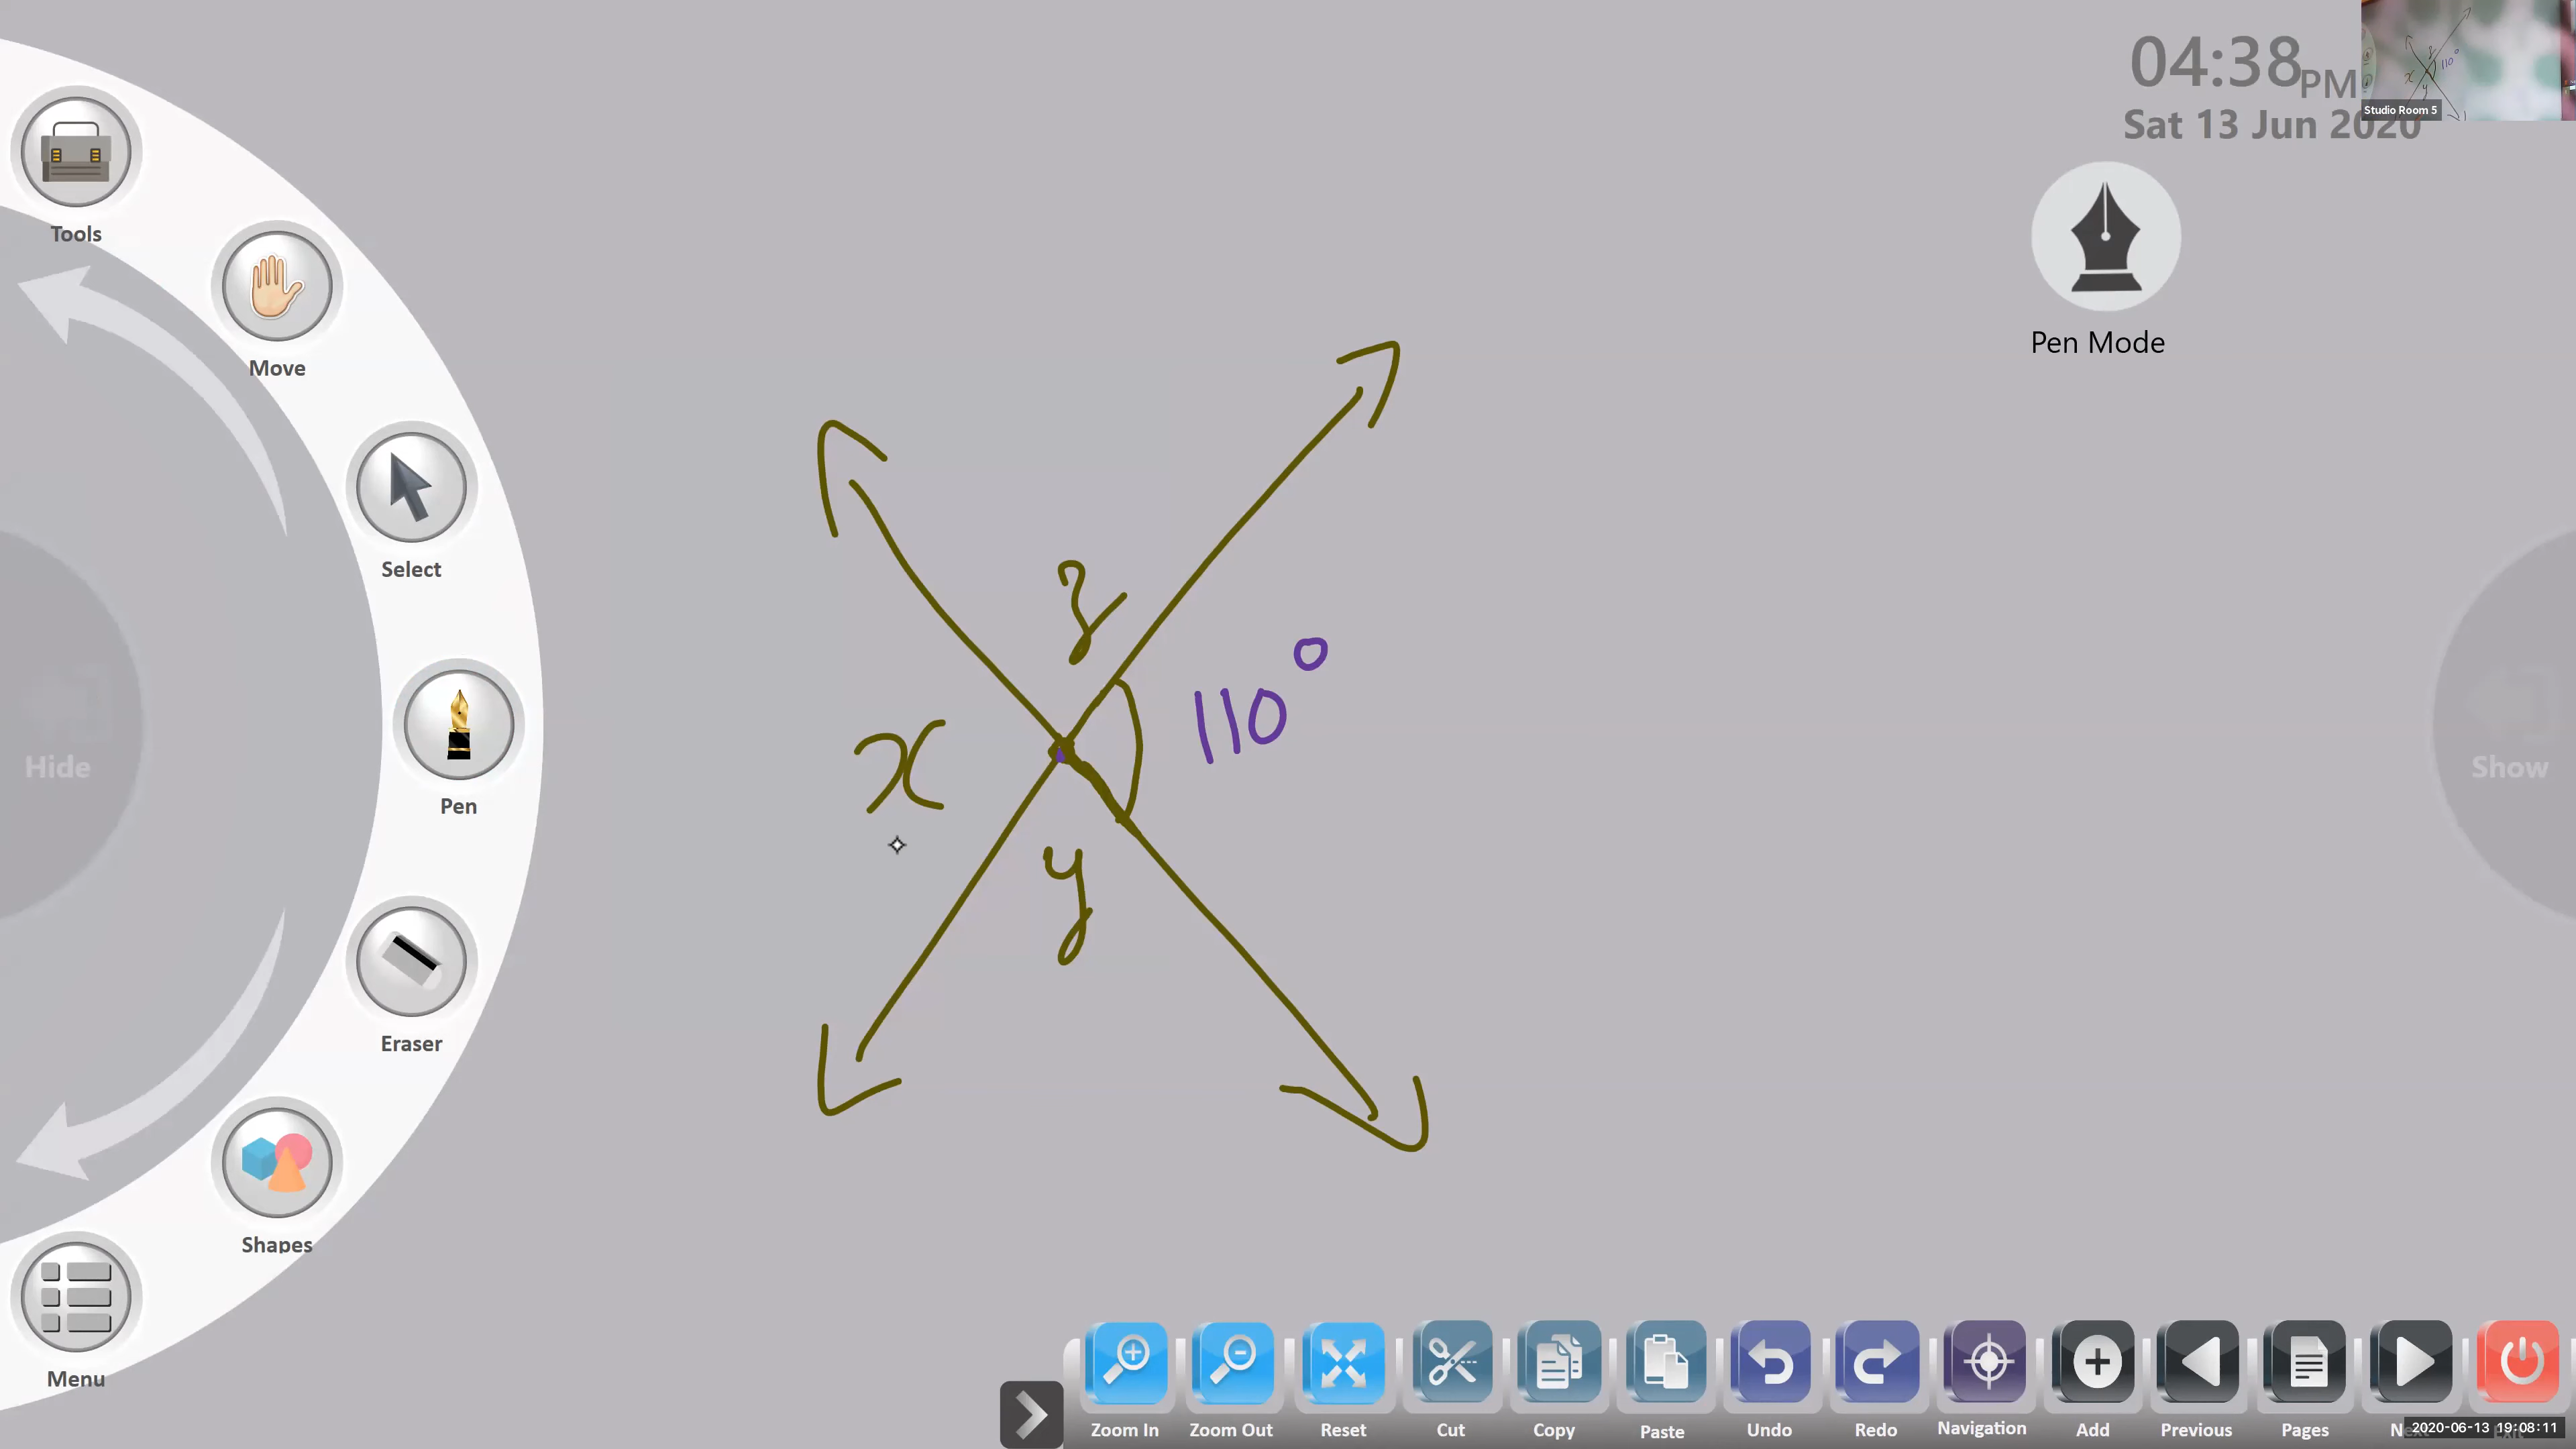 04:38 PM
Studio Room 5
Sat 13 Jun 2020
Tools
Move
Pen Mode
Select
z
110°
x
Hide
Show
Pen
y
Eraser
Shapes
Menu
Zoom In Zoom Out Reset Cut Copy Paste Undo Redo Navigation Add Previous Pages
2020-06-13 19:08:11